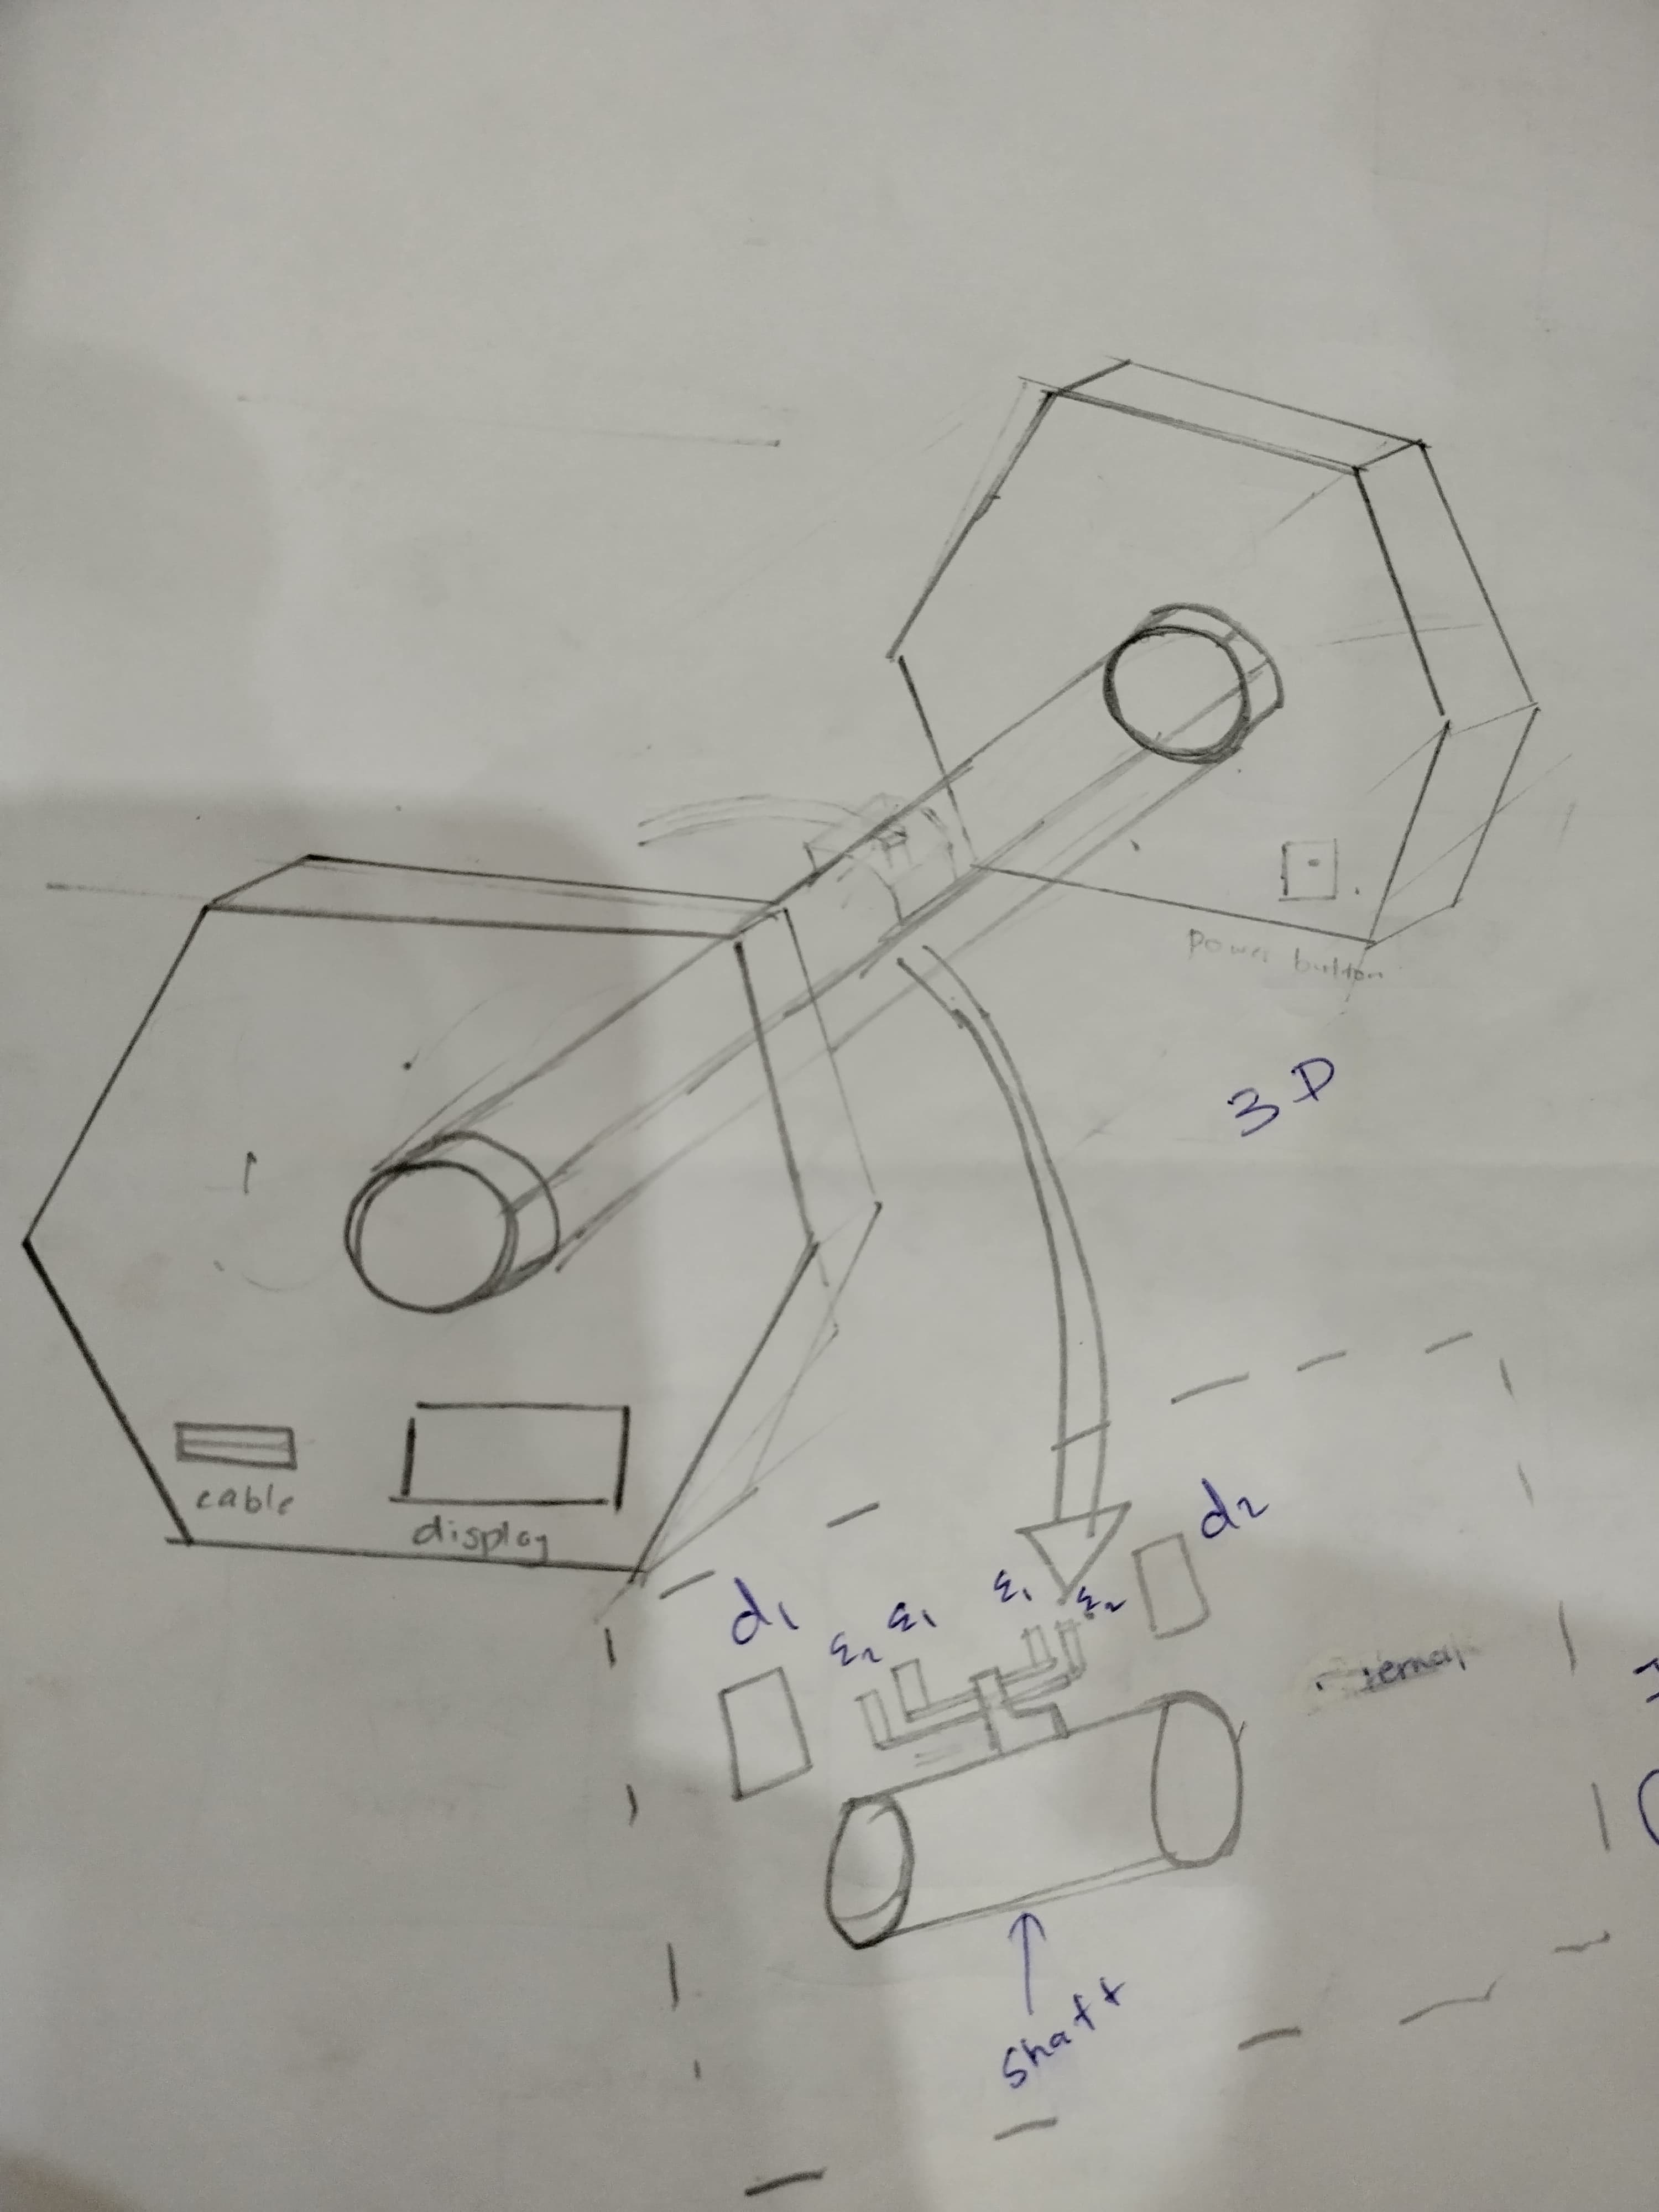 power button
3D
cable
display
d2
d1
ε2 ε1
ε1 ε2
shaft